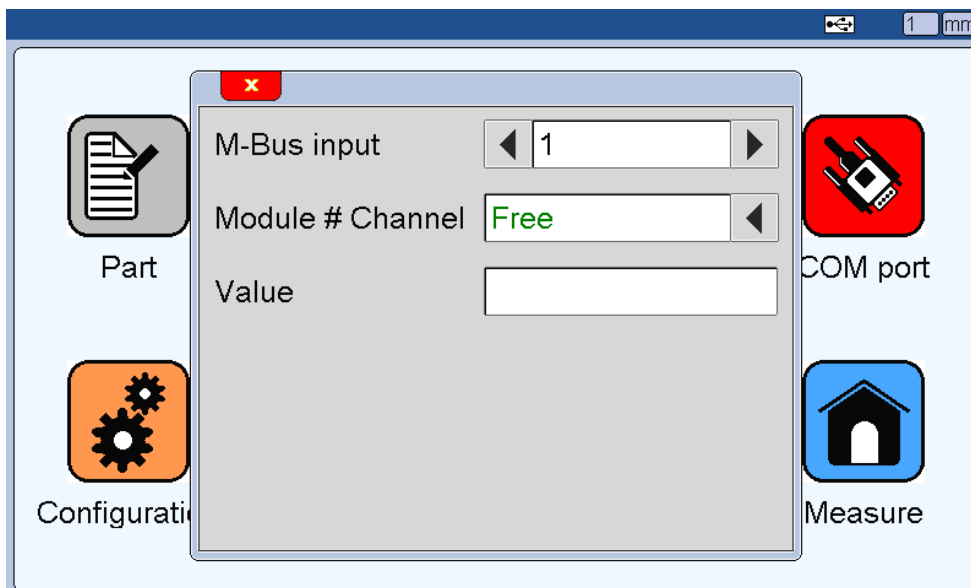 1 mm
x
M-Bus input 1
Module # Channel Free
Value
Part
COM port
Configurati
Measure